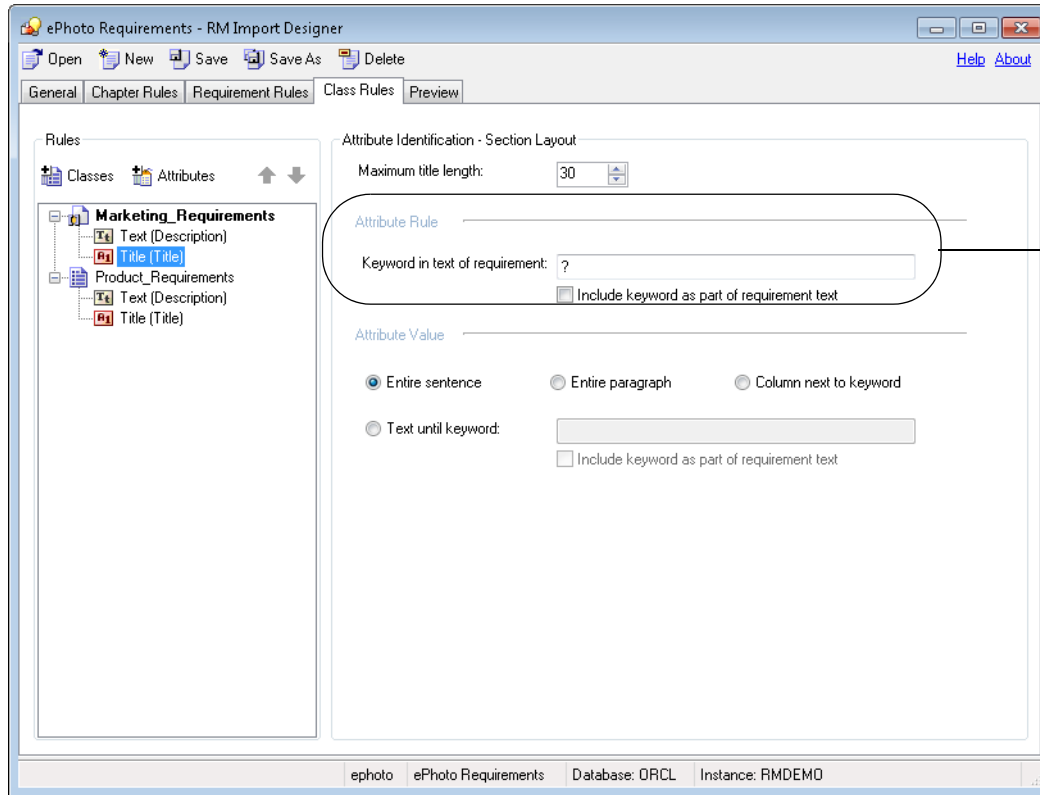 ePhoto Requirements - RM Import Designer
Open New Save Save As Delete Help About
General Chapter Rules Requirement Rules Class Rules Preview
Rules
Classes Attributes
Marketing_Requirements
Text (Description)
Title (Title)
Product_Requirements
Text (Description)
Title (Title)
Attribute Identification - Section Layout
Maximum title length: 30
Attribute Rule
Keyword in text of requirement: ?
Include keyword as part of requirement text
Attribute Value
Entire sentence Entire paragraph Column next to keyword
Text until keyword:
Include keyword as part of requirement text
ephoto ePhoto Requirements Database: ORCL Instance: RMDEMO